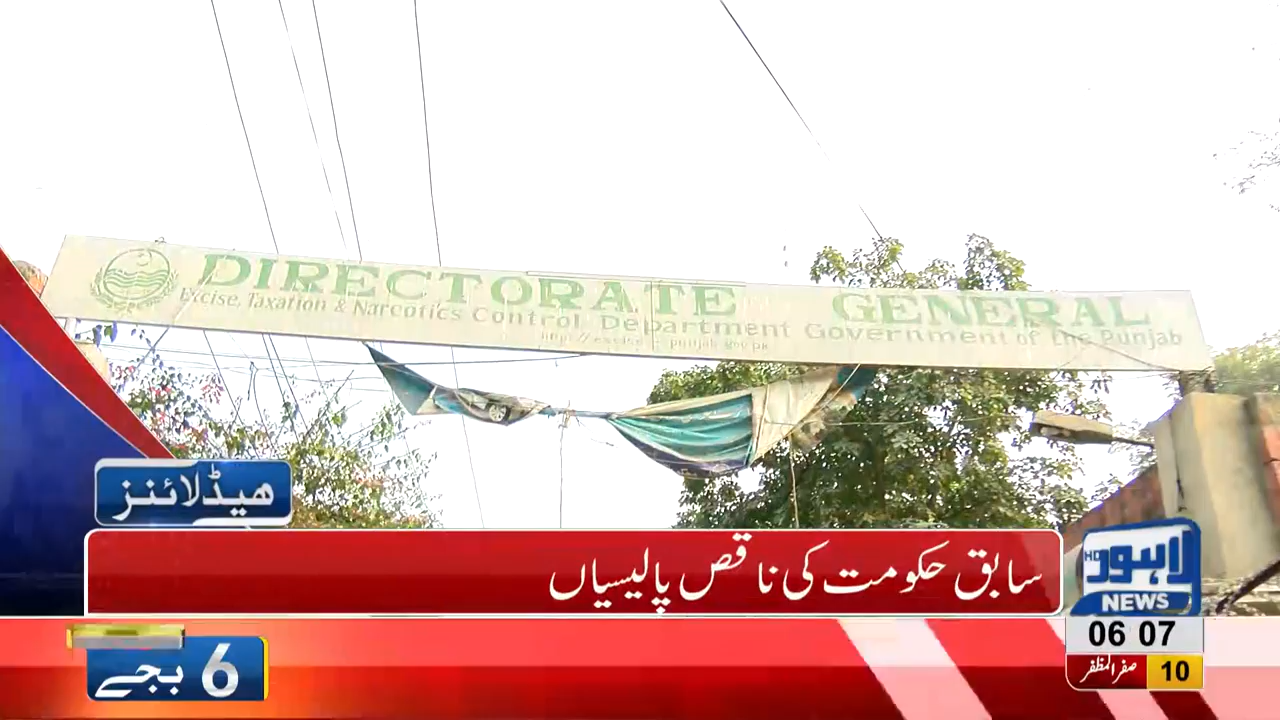 DIRECTORATE GENERAL
Excise, Taxation & Narcotics Control Department Government of the Punjab
ہیڈلائنز
سابق حکومت کی ناقص پالیسیاں
HD
لاہور
NEWS
06 07
صفر المظفر 10
6 بجے